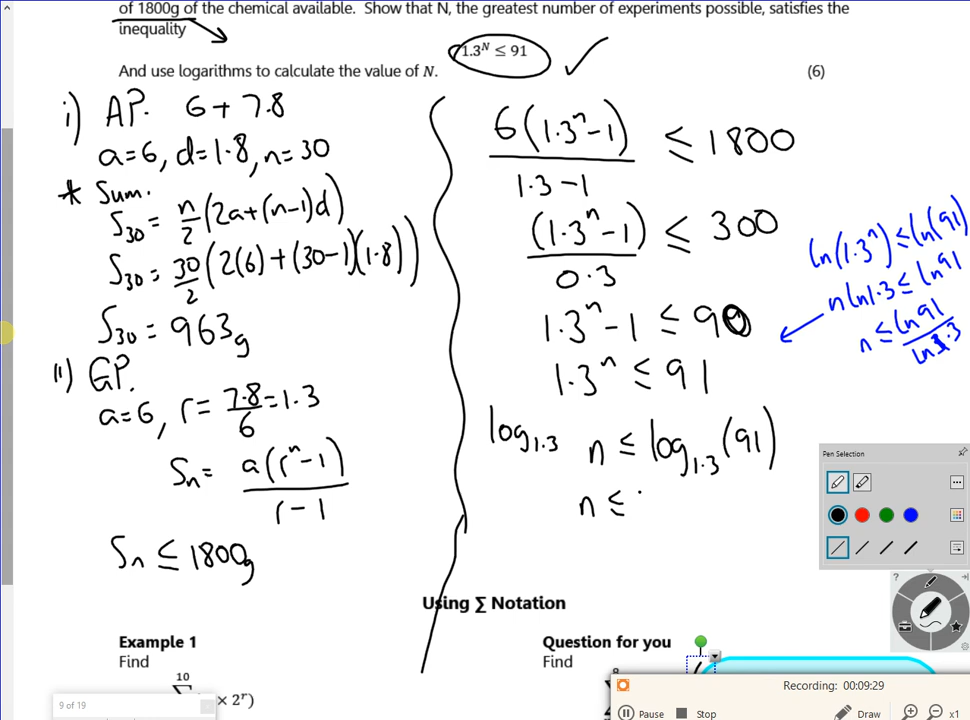 of 1800g of the chemical available. Show that N, the greatest number of experiments possible, satisfies the
inequality
1.3^N ≤ 91
And use logarithms to calculate the value of N.
(6)
i) AP. 6 + 7.8
a=6, d=1.8, n=30
* Sum.
S₃₀ = n/2 (2a+(n-1)d)
S₃₀ = 30/2 (2(6)+(30-1)(1.8))
S₃₀ = 963g
ii) GP.
a=6, r = 7.8/6 = 1.3
Sn = a(r^n-1)/(r-1)
Sn ≤ 1800g
6(1.3^n-1)/(1.3-1) ≤ 1800
(1.3^n-1)/0.3 ≤ 300
1.3^n-1 ≤ 90
1.3^n ≤ 91
log₁.₃ n ≤ log₁.₃(91)
n ≤
ln(1.3^n) ≤ ln(91)
n ln1.3 ≤ ln91
n ≤ ln91/ln1.3
Using ∑ Notation
Example 1
Find
10
∑
× 2^r)
Question for you
Find
8
Pen Selection
9 of 19
Recording: 00:09:29
Pause
Stop
Draw
x1